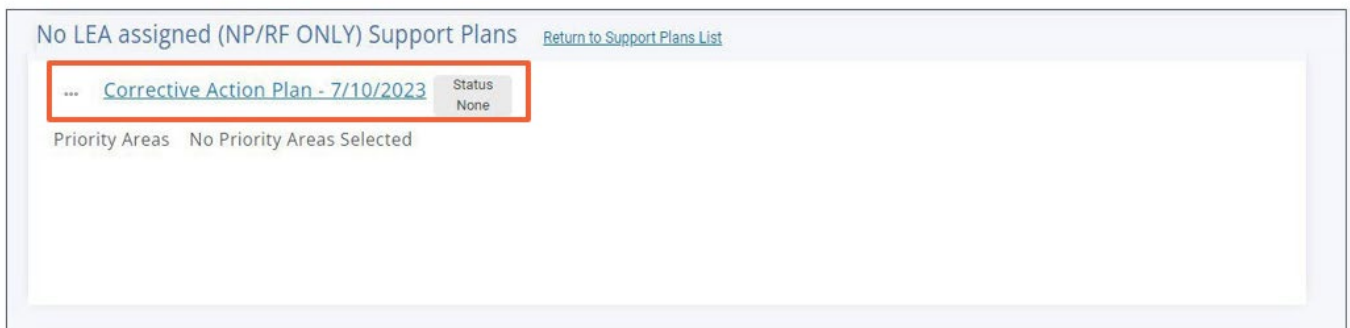 No LEA assigned (NP/RF ONLY) Support Plans Return to Support Plans List
... Corrective Action Plan - 7/10/2023 Status None
Priority Areas No Priority Areas Selected